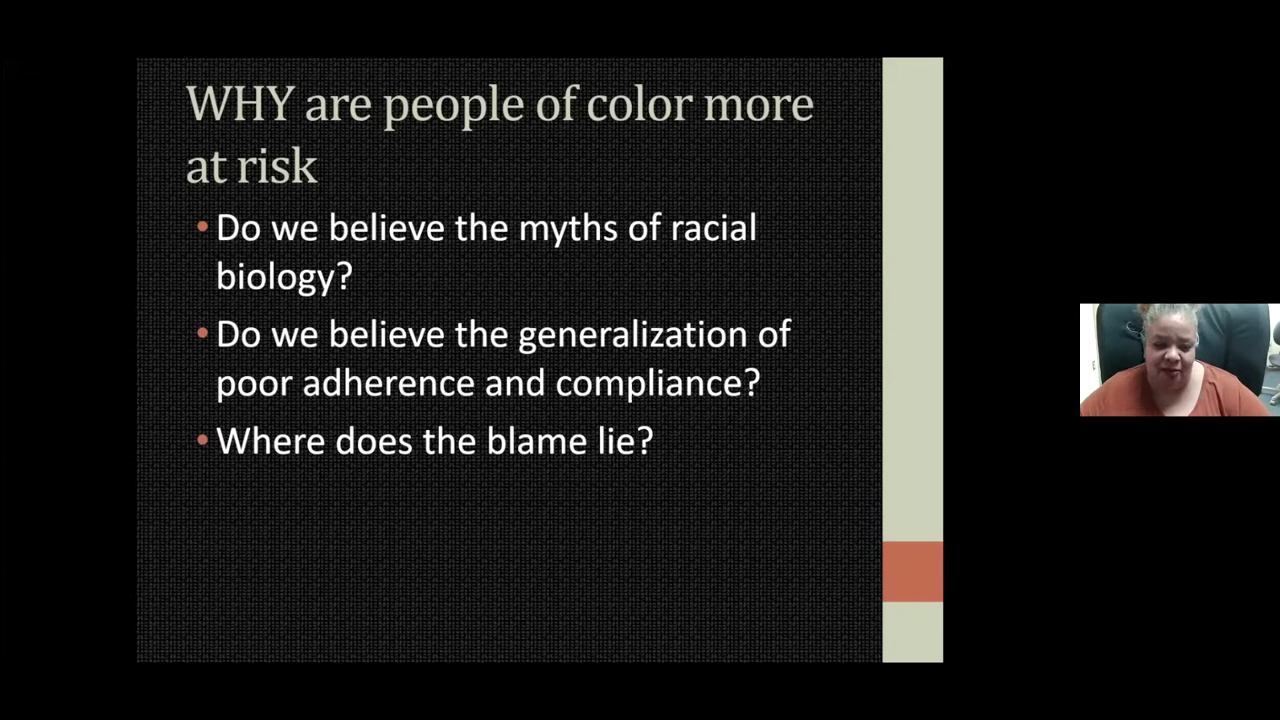 WHY are people of color more
at risk
•Do we believe the myths of racial
biology?
•Do we believe the generalization of
poor adherence and compliance?
•Where does the blame lie?